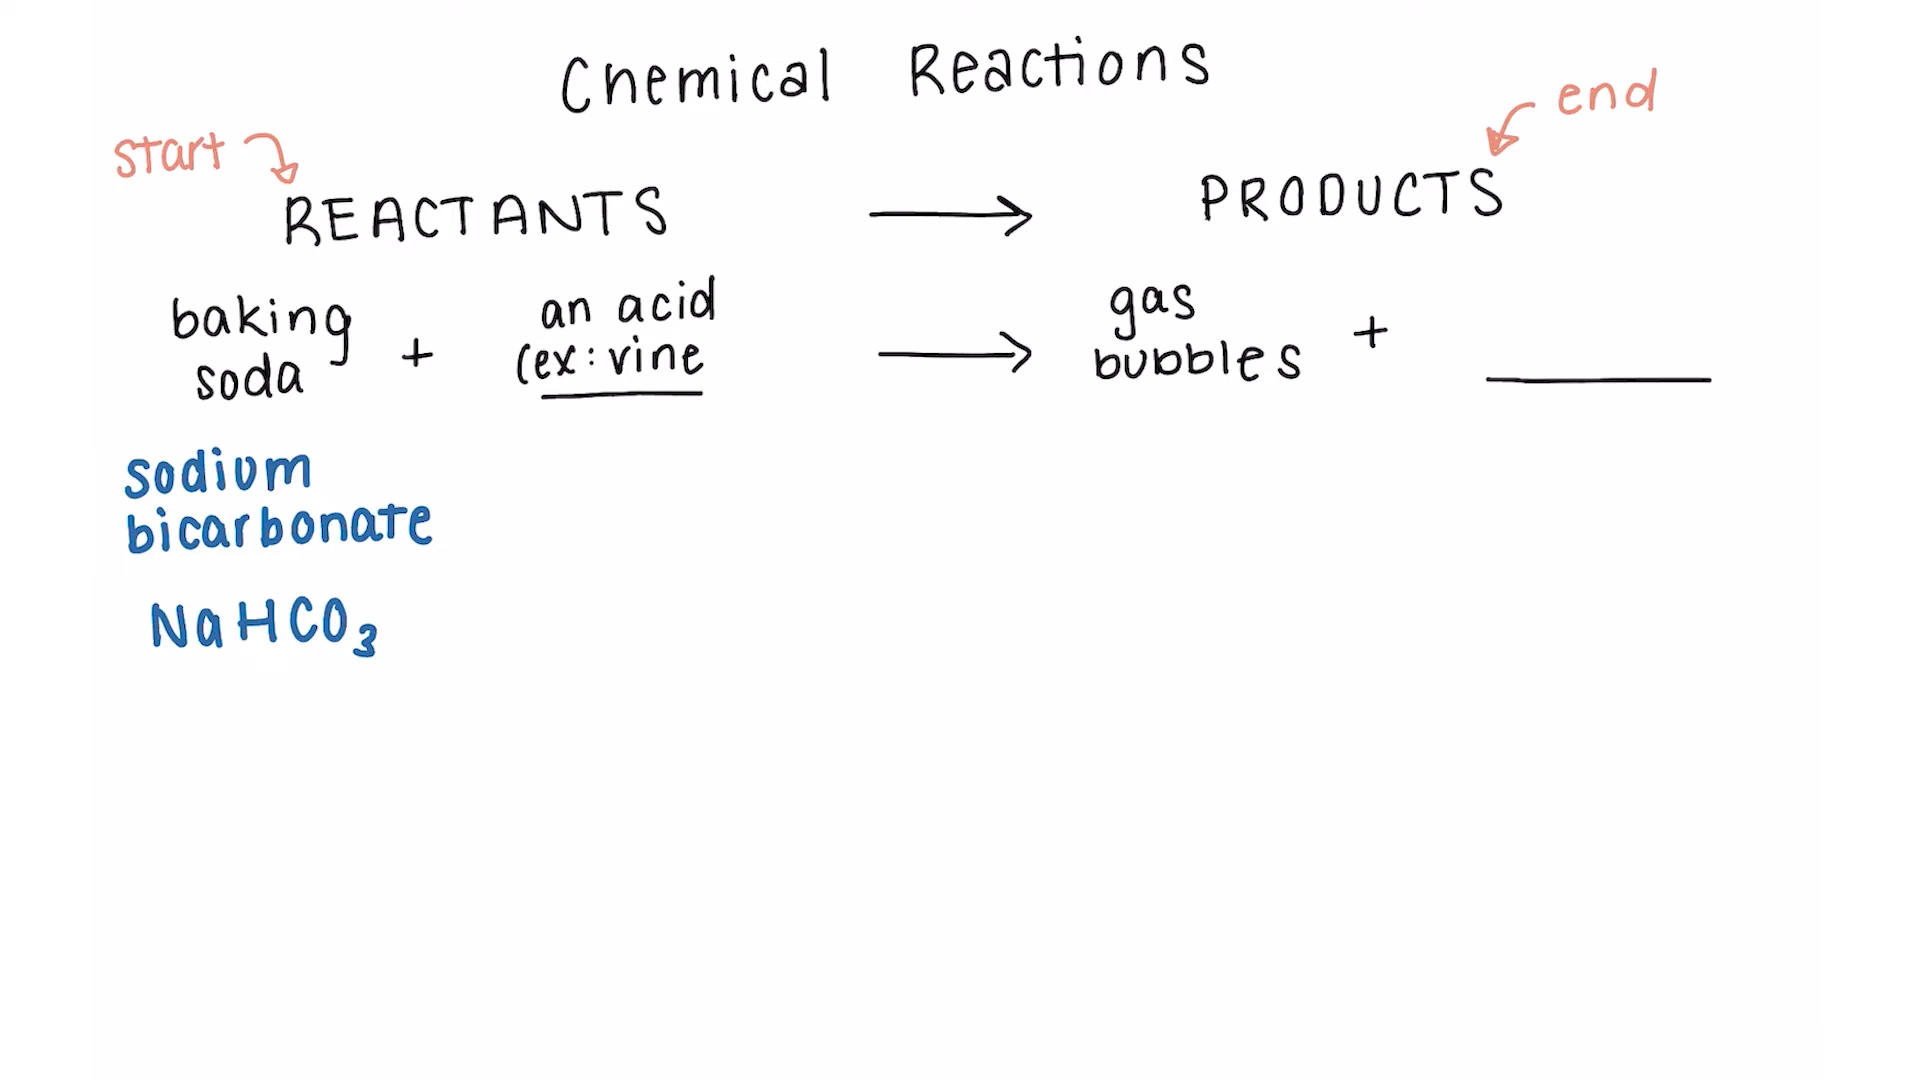 Chemical Reactions
start
end
REACTANTS → PRODUCTS
baking soda + an acid (ex: vine → gas bubbles +
sodium
bicarbonate
NaHCO₃